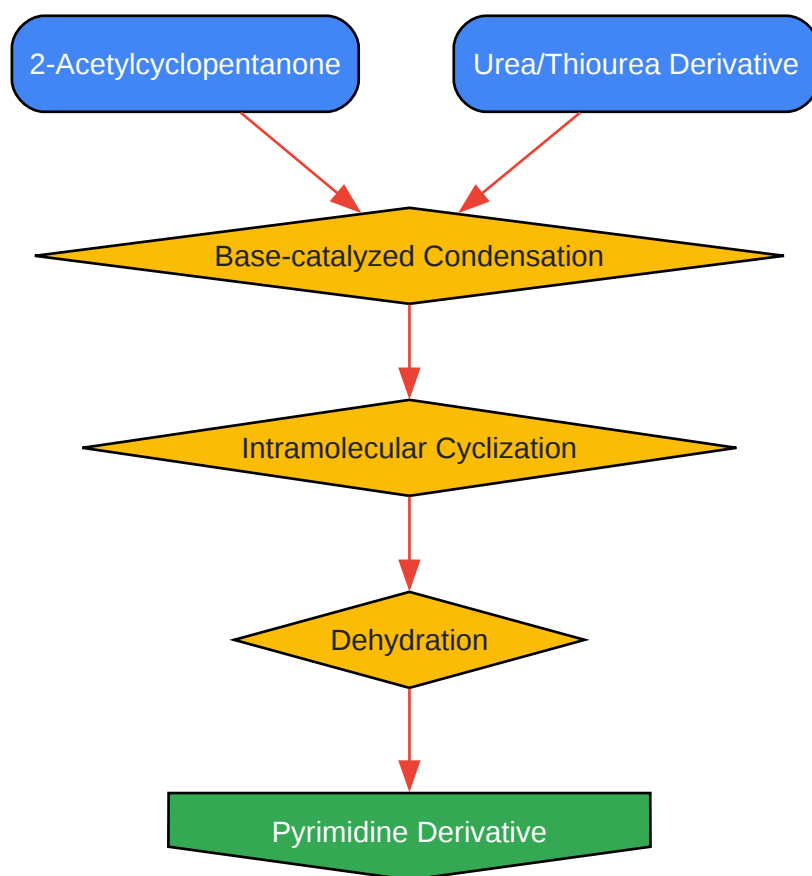 2-Acetylcyclopentanone
Urea/Thiourea Derivative
Base-catalyzed Condensation
Intramolecular Cyclization
Dehydration
Pyrimidine Derivative